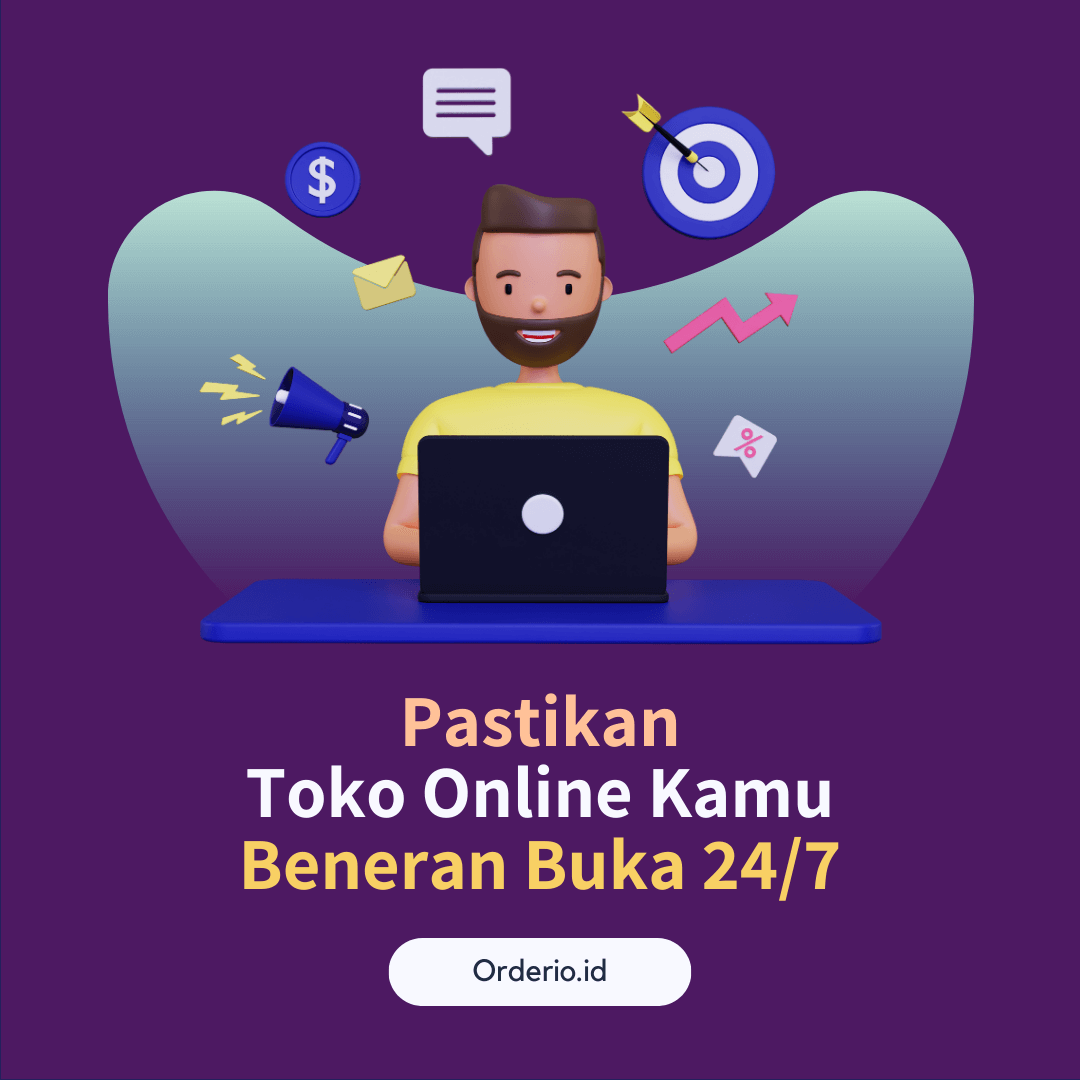 $
%
Pastikan
Toko Online Kamu
Beneran Buka 24/7
Orderio.id